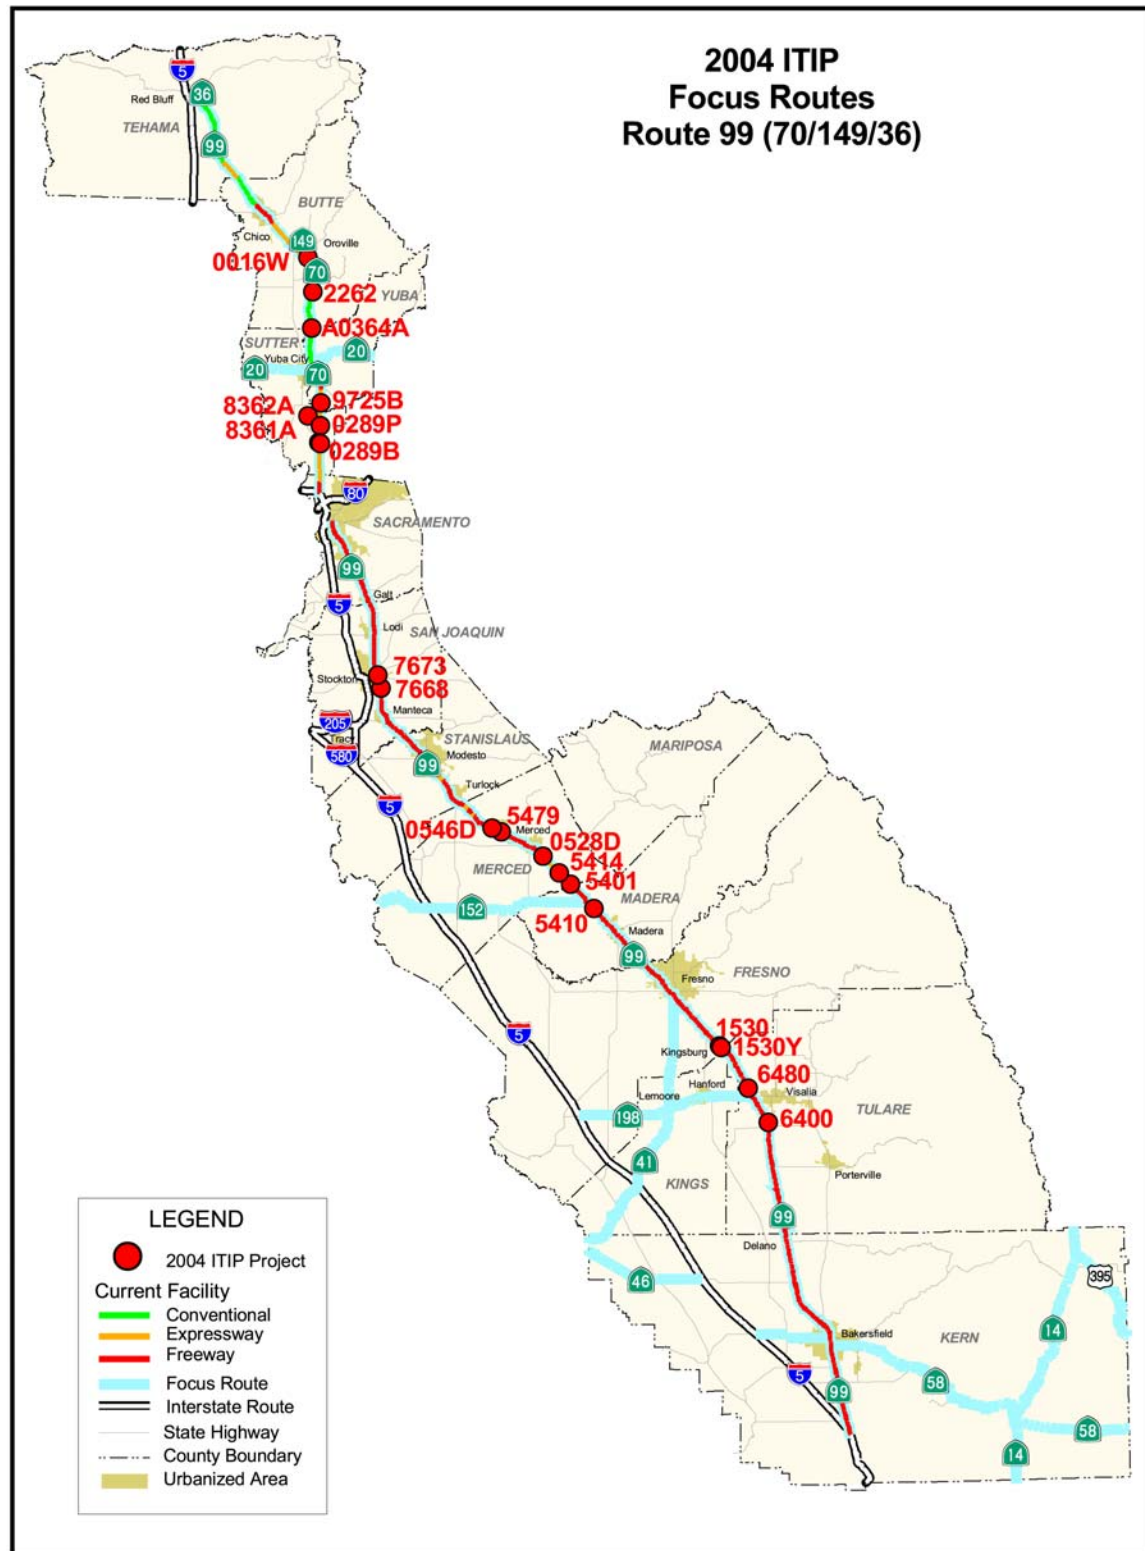 2004 ITIP
Focus Routes
Route 99 (70/149/36)
5
36
Red Bluff
TEHAMA
99
BUTTE
Chico
149
Oroville
0016W
70
2262
YUBA
A0364A
SUTTER
20
Yuba City
20
70
9725B
8362A
0289P
8361A
0289B
80
SACRAMENTO
99
Galt
5
Lodi
SAN JOAQUIN
7673
Stockton
7668
Manteca
205
Tracy
STANISLAUS
MARIPOSA
580
Modesto
99
Turlock
5
5479
0546D
Merced
0528D
5414
MERCED
5401
MADERA
152
5410
Madera
99
Fresno
FRESNO
5
1530
Kingsburg
1530Y
6480
Hanford
Visalia
Lemoore
TULARE
198
6400
41
Porterville
KINGS
99
Delano
46
395
14
Bakersfield
KERN
5
58
99
58
14
LEGEND
2004 ITIP Project
Current Facility
Conventional
Expressway
Freeway
Focus Route
Interstate Route
State Highway
County Boundary
Urbanized Area